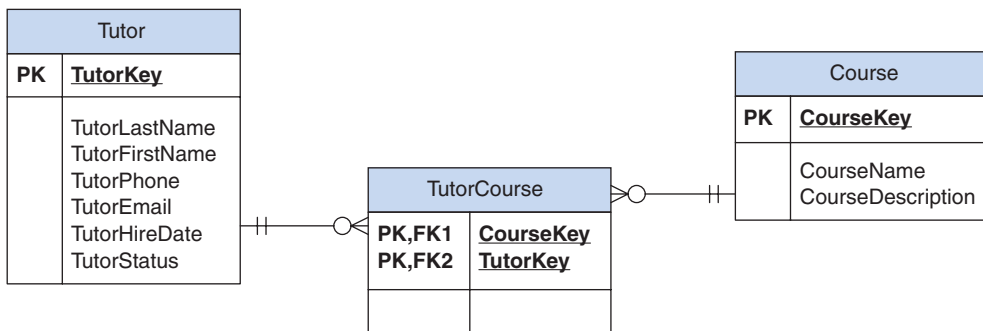 Tutor
PK TutorKey
TutorLastName
TutorFirstName
TutorPhone
TutorEmail
TutorHireDate
TutorStatus
TutorCourse
PK,FK1 CourseKey
PK,FK2 TutorKey
Course
PK CourseKey
CourseName
CourseDescription